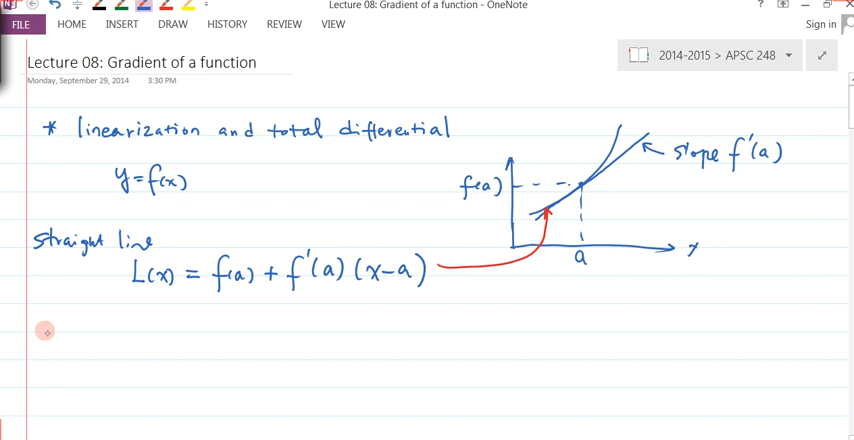 Lecture 08: Gradient of a function - OneNote
FILE HOME INSERT DRAW HISTORY REVIEW VIEW Sign in
Lecture 08: Gradient of a function 2014-2015 > APSC 248
Monday, September 29, 2014 3:30 PM
* linearization and total differential
y = f(x)
slope f'(a)
f(a)
a
x
straight line
L(x) = f(a) + f'(a) (x-a)